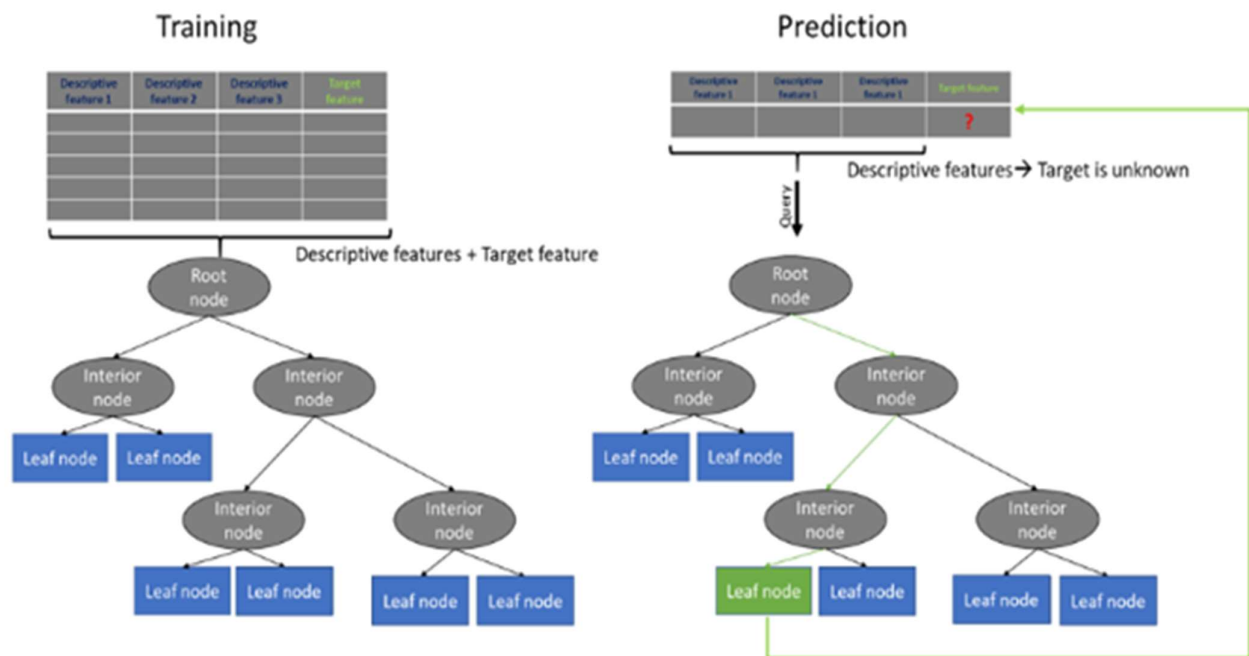 Training
Descriptive
feature 1
Descriptive
feature 2
Descriptive
feature 3
Target
feature
Descriptive features + Target feature
Root
node
Interior
node
Interior
node
Leaf node
Leaf node
Interior
node
Interior
node
Leaf node
Leaf node
Leaf node
Leaf node
Prediction
Descriptive
feature 1
Descriptive
feature 1
Descriptive
feature 1
Target feature
?
Descriptive features→ Target is unknown
Query
Root
node
Interior
node
Interior
node
Leaf node
Leaf node
Interior
node
Interior
node
Leaf node
Leaf node
Leaf node
Leaf node